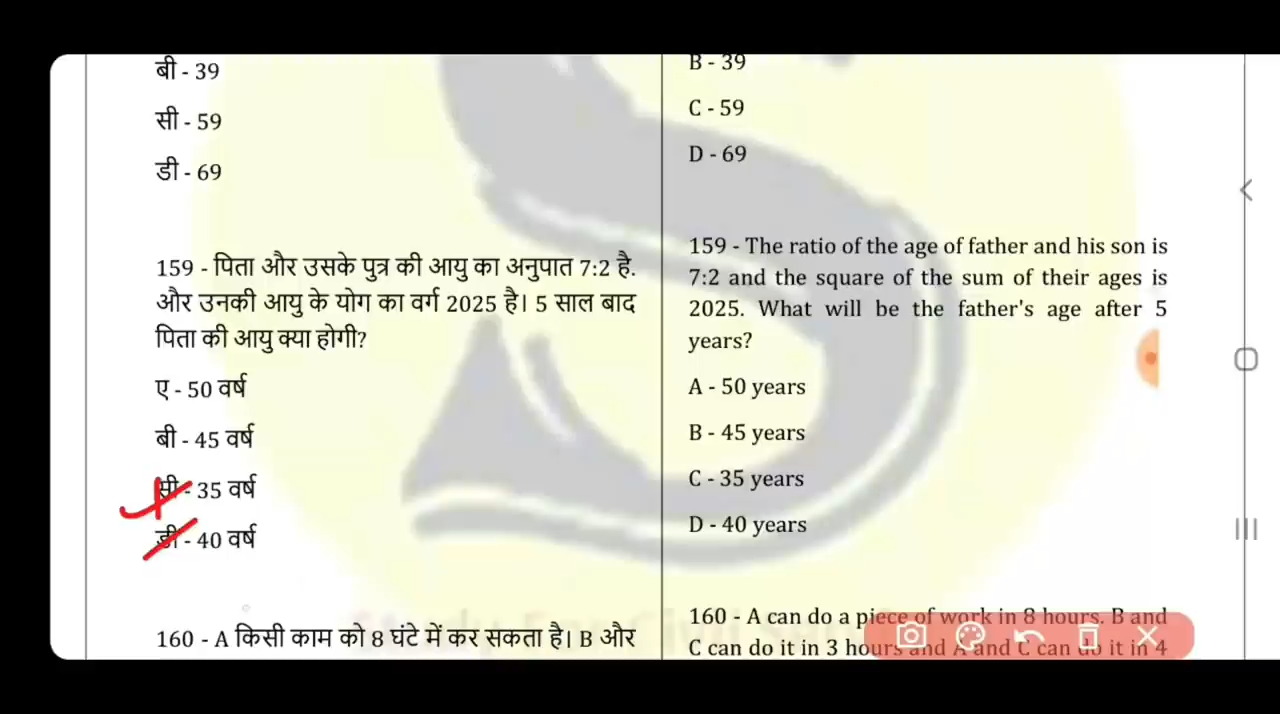 बी - 39
सी - 59
डी - 69
159 - पिता और उसके पुत्र की आयु का अनुपात 7:2 है.
और उनकी आयु के योग का वर्ग 2025 है। 5 साल बाद
पिता की आयु क्या होगी?
ए - 50 वर्ष
बी - 45 वर्ष
सी - 35 वर्ष
डी - 40 वर्ष
160 - A किसी काम को 8 घंटे में कर सकता है। B और
B - 39
C - 59
D - 69
159 - The ratio of the age of father and his son is
7:2 and the square of the sum of their ages is
2025. What will be the father's age after 5
years?
A - 50 years
B - 45 years
C - 35 years
D - 40 years
160 - A can do a piece of work in 8 hours. B and
C can do it in 3 hours and A and C can do it in 4